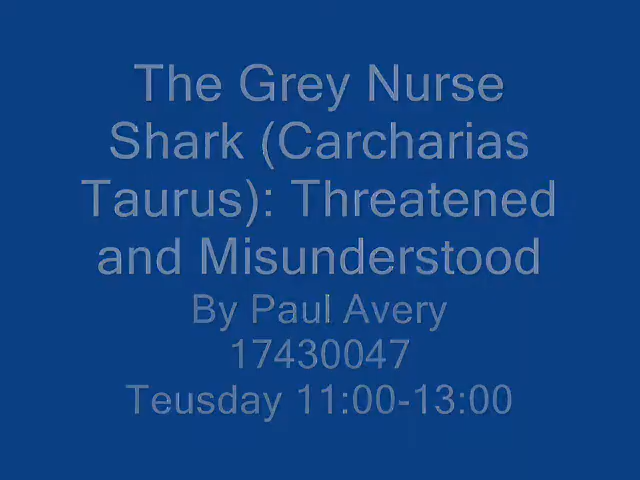 The Grey Nurse
Shark (Carcharias
Taurus): Threatened
and Misunderstood
By Paul Avery
17430047
Teusday 11:00-13:00